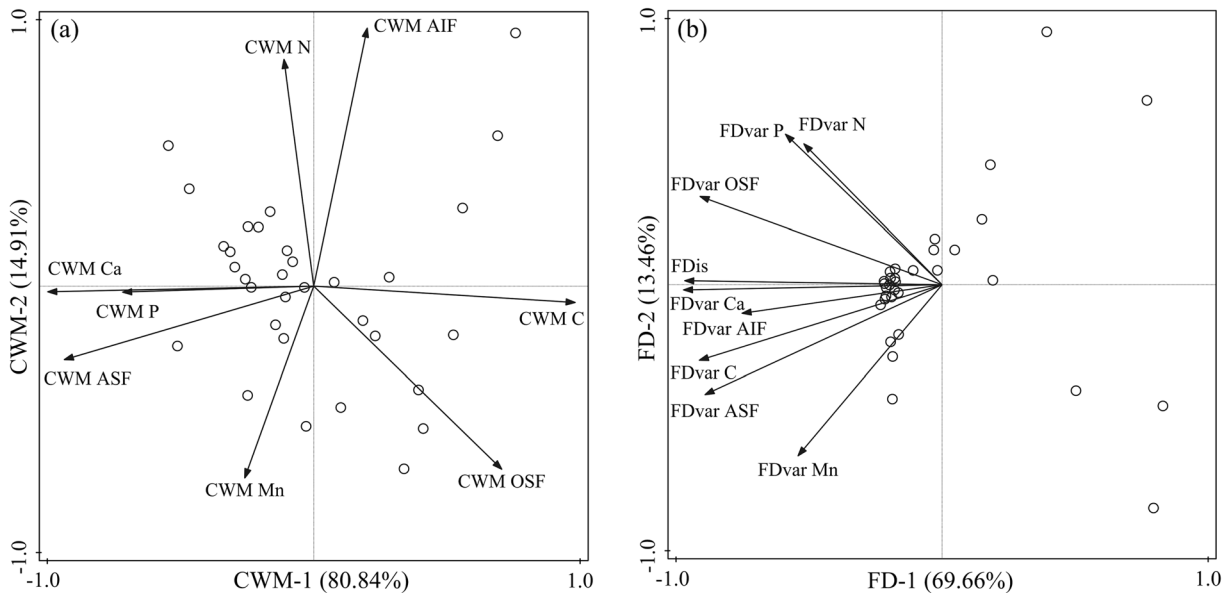 (a)
1.0
CWM AIF
CWM N
CWM Ca
CWM P
CWM C
CWM ASF
CWM Mn
CWM OSF
CWM-2 (14.91%)
-1.0
-1.0
CWM-1 (80.84%)
1.0
(b)
1.0
FDvar P
FDvar N
FDvar OSF
FDis
FDvar Ca
FDvar AIF
FDvar C
FDvar ASF
FDvar Mn
FD-2 (13.46%)
-1.0
-1.0
FD-1 (69.66%)
1.0